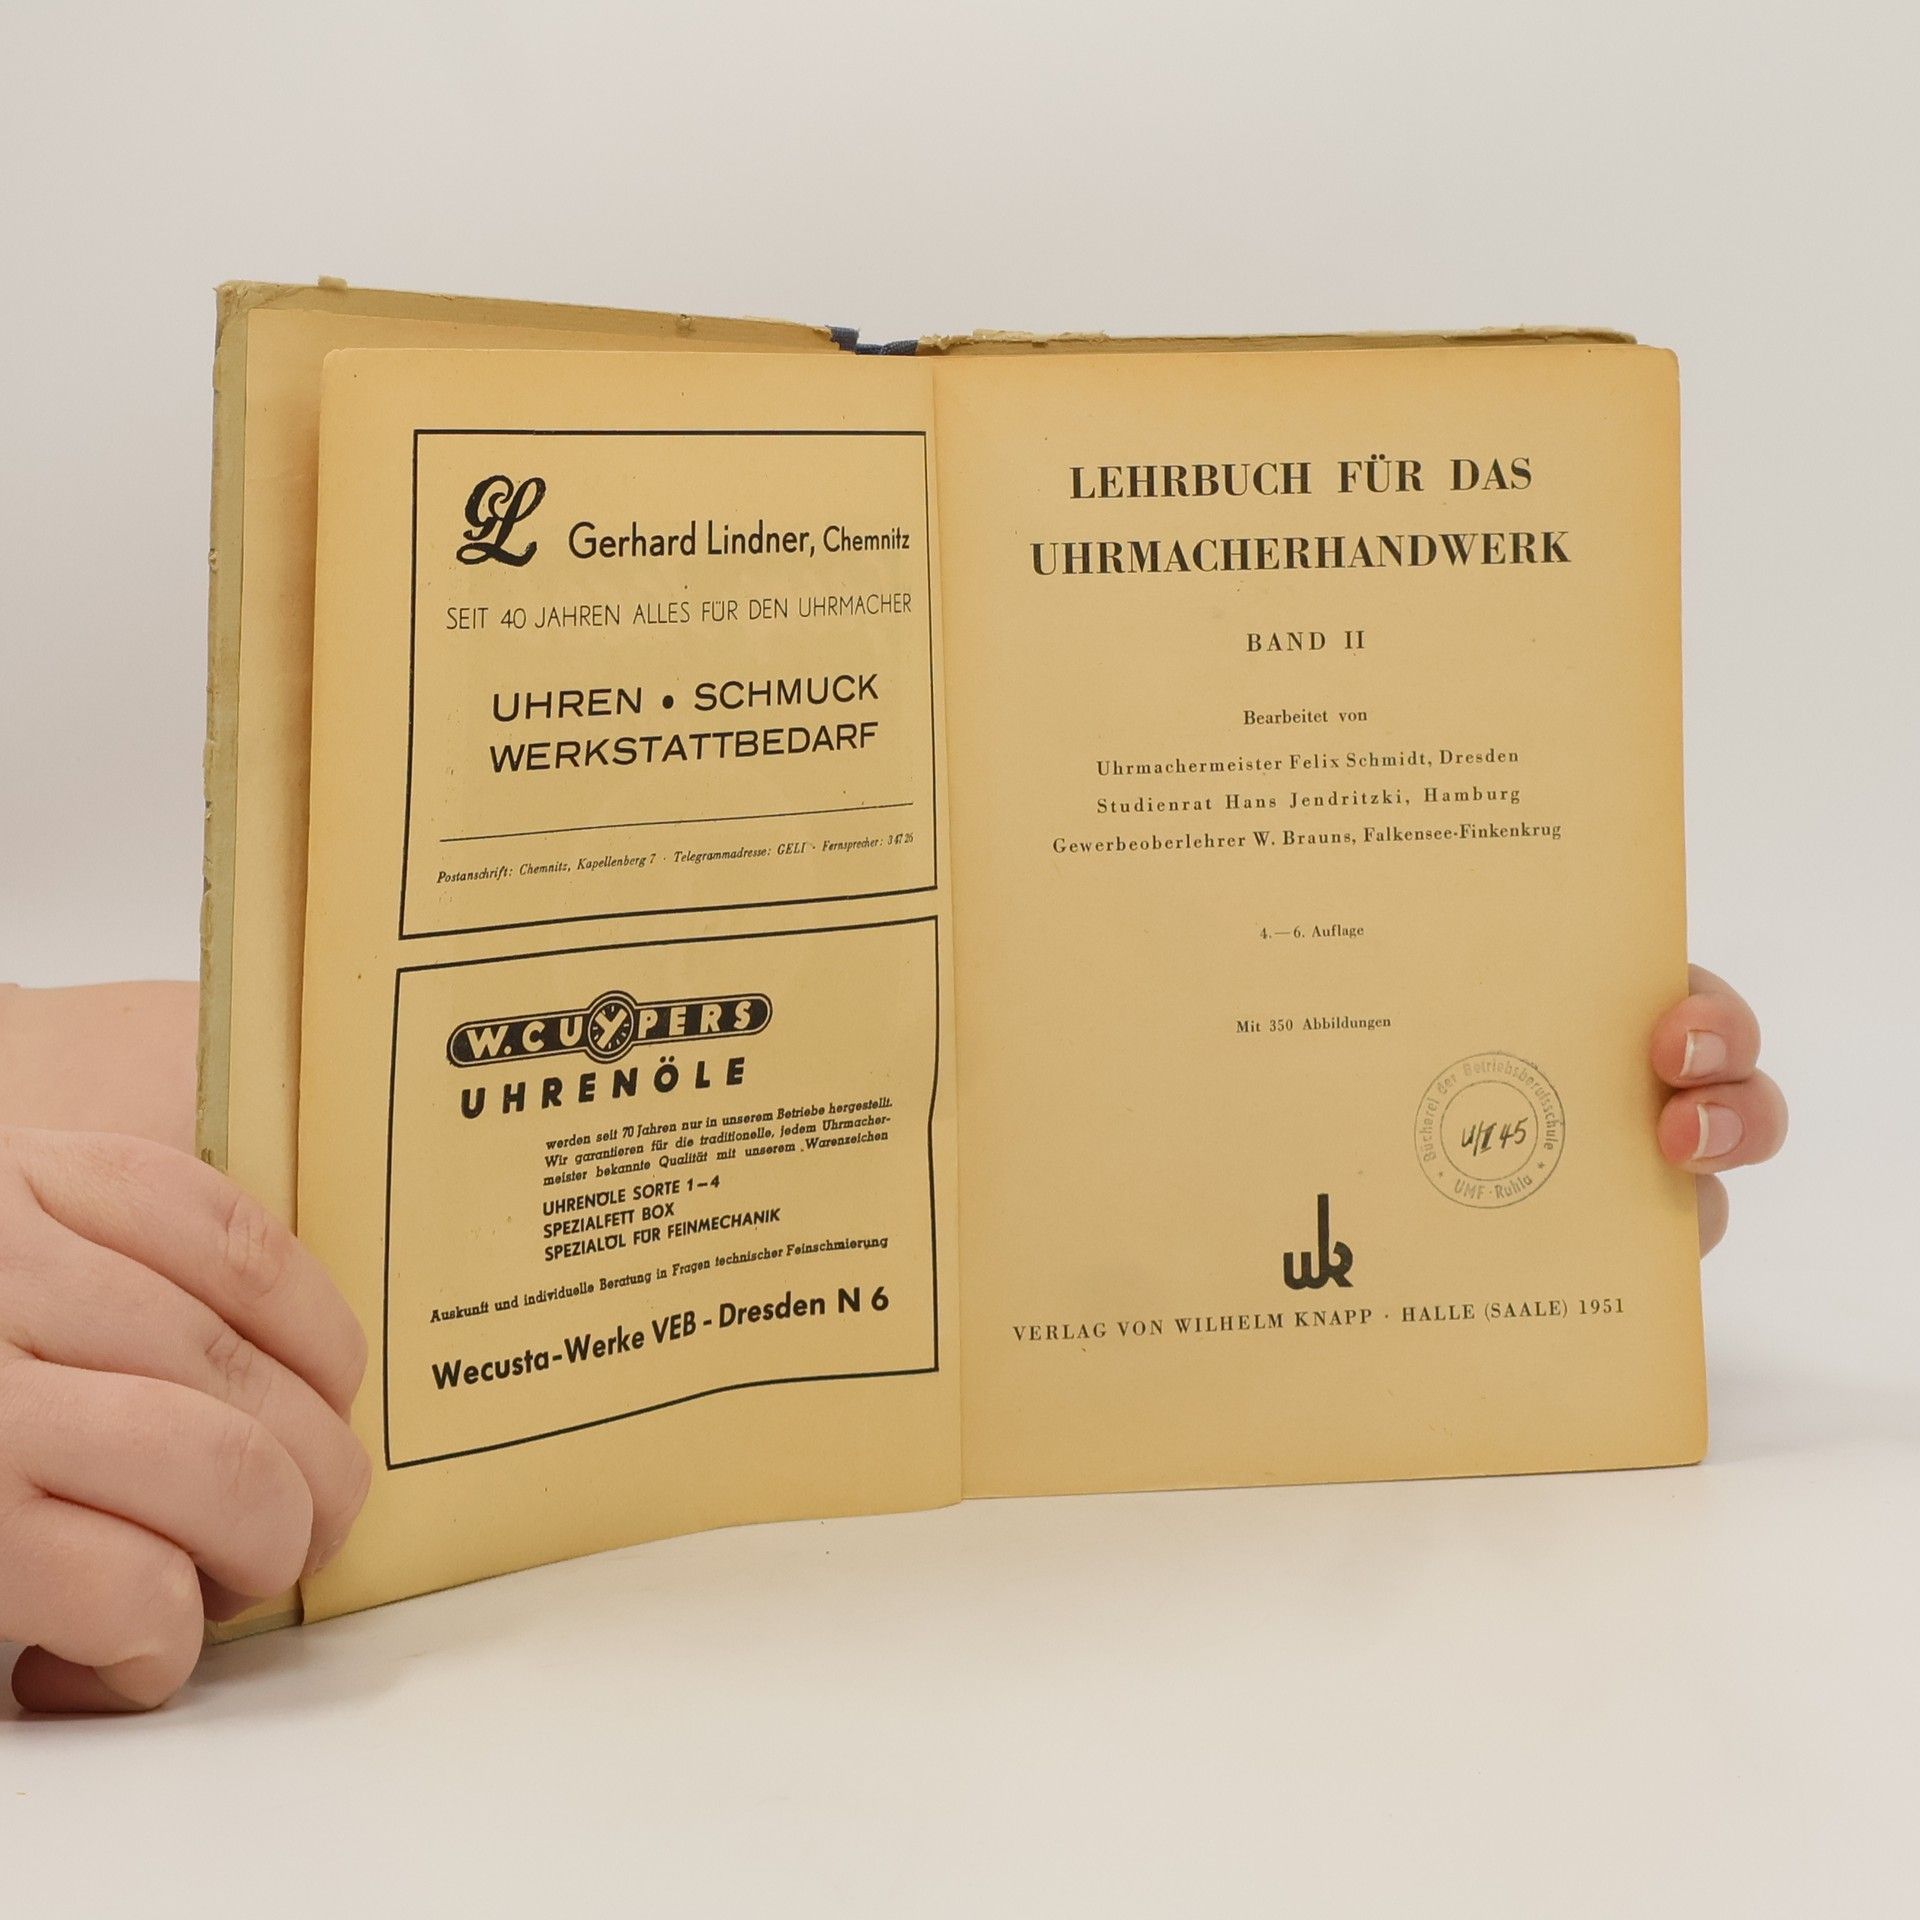 GL
Gerhard Lindner, Chemnitz
SEIT 40 JAHREN ALLES FÜR DEN UHRMACHER
UHREN • SCHMUCK
WERKSTATTBEDARF
Postanschrift: Chemnitz, Kapellenberg 7 · Telegrammadresse: GELI · Fernsprecher: 34726
W. CUYPERS
UHRENÖLE
werden seit 70 Jahren nur in unserem Betriebe hergestellt.
Wir garantieren für die traditionelle, jedem Uhrmacher-
meister bekannte Qualität mit unserem Warenzeichen
UHRENÖLE SORTE 1–4
SPEZIALFETT BOX
SPEZIALÖL FÜR FEINMECHANIK
Auskunft und individuelle Beratung in Fragen technischer Feinschmierung
Wecusta-Werke VEB - Dresden N 6
LEHRBUCH FÜR DAS
UHRMACHERHANDWERK
BAND II
Bearbeitet von
Uhrmachermeister Felix Schmidt, Dresden
Studienrat Hans Jendritzki, Hamburg
Gewerbeoberlehrer W. Brauns, Falkensee-Finkenkrug
4.—6. Auflage
Mit 350 Abbildungen
Bücherei der Betriebsberufsschule
U/I 45
* UMF-Ruhla *
wk
VERLAG VON WILHELM KNAPP · HALLE (SAALE) 1951